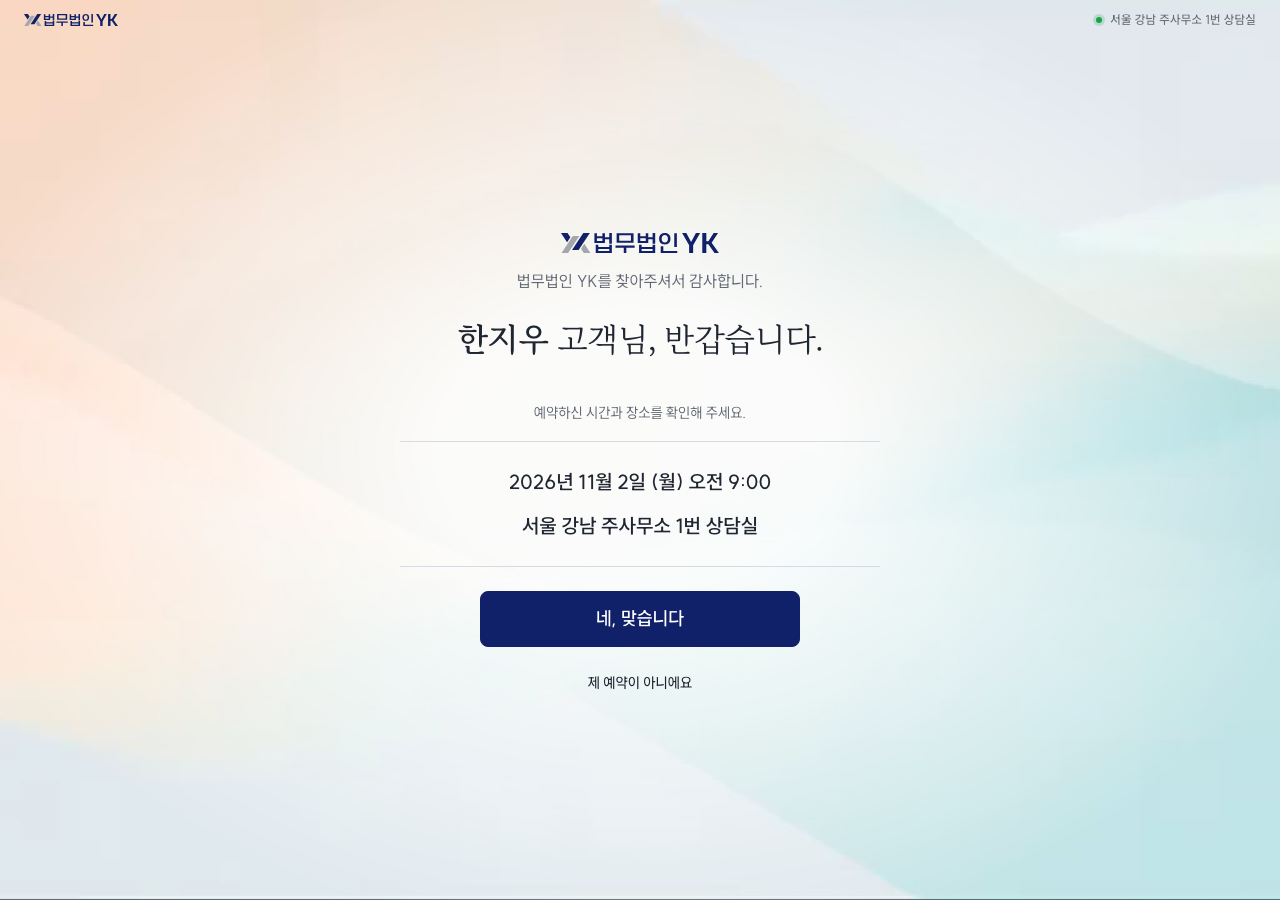 법무법인 YK
서울 강남 주사무소 1번 상담실
법무법인 YK
법무법인 YK를 찾아주셔서 감사합니다.
한지우 고객님, 반갑습니다.
예약하신 시간과 장소를 확인해 주세요.
2026년 11월 2일 (월) 오전 9:00
서울 강남 주사무소 1번 상담실
네, 맞습니다
제 예약이 아니에요